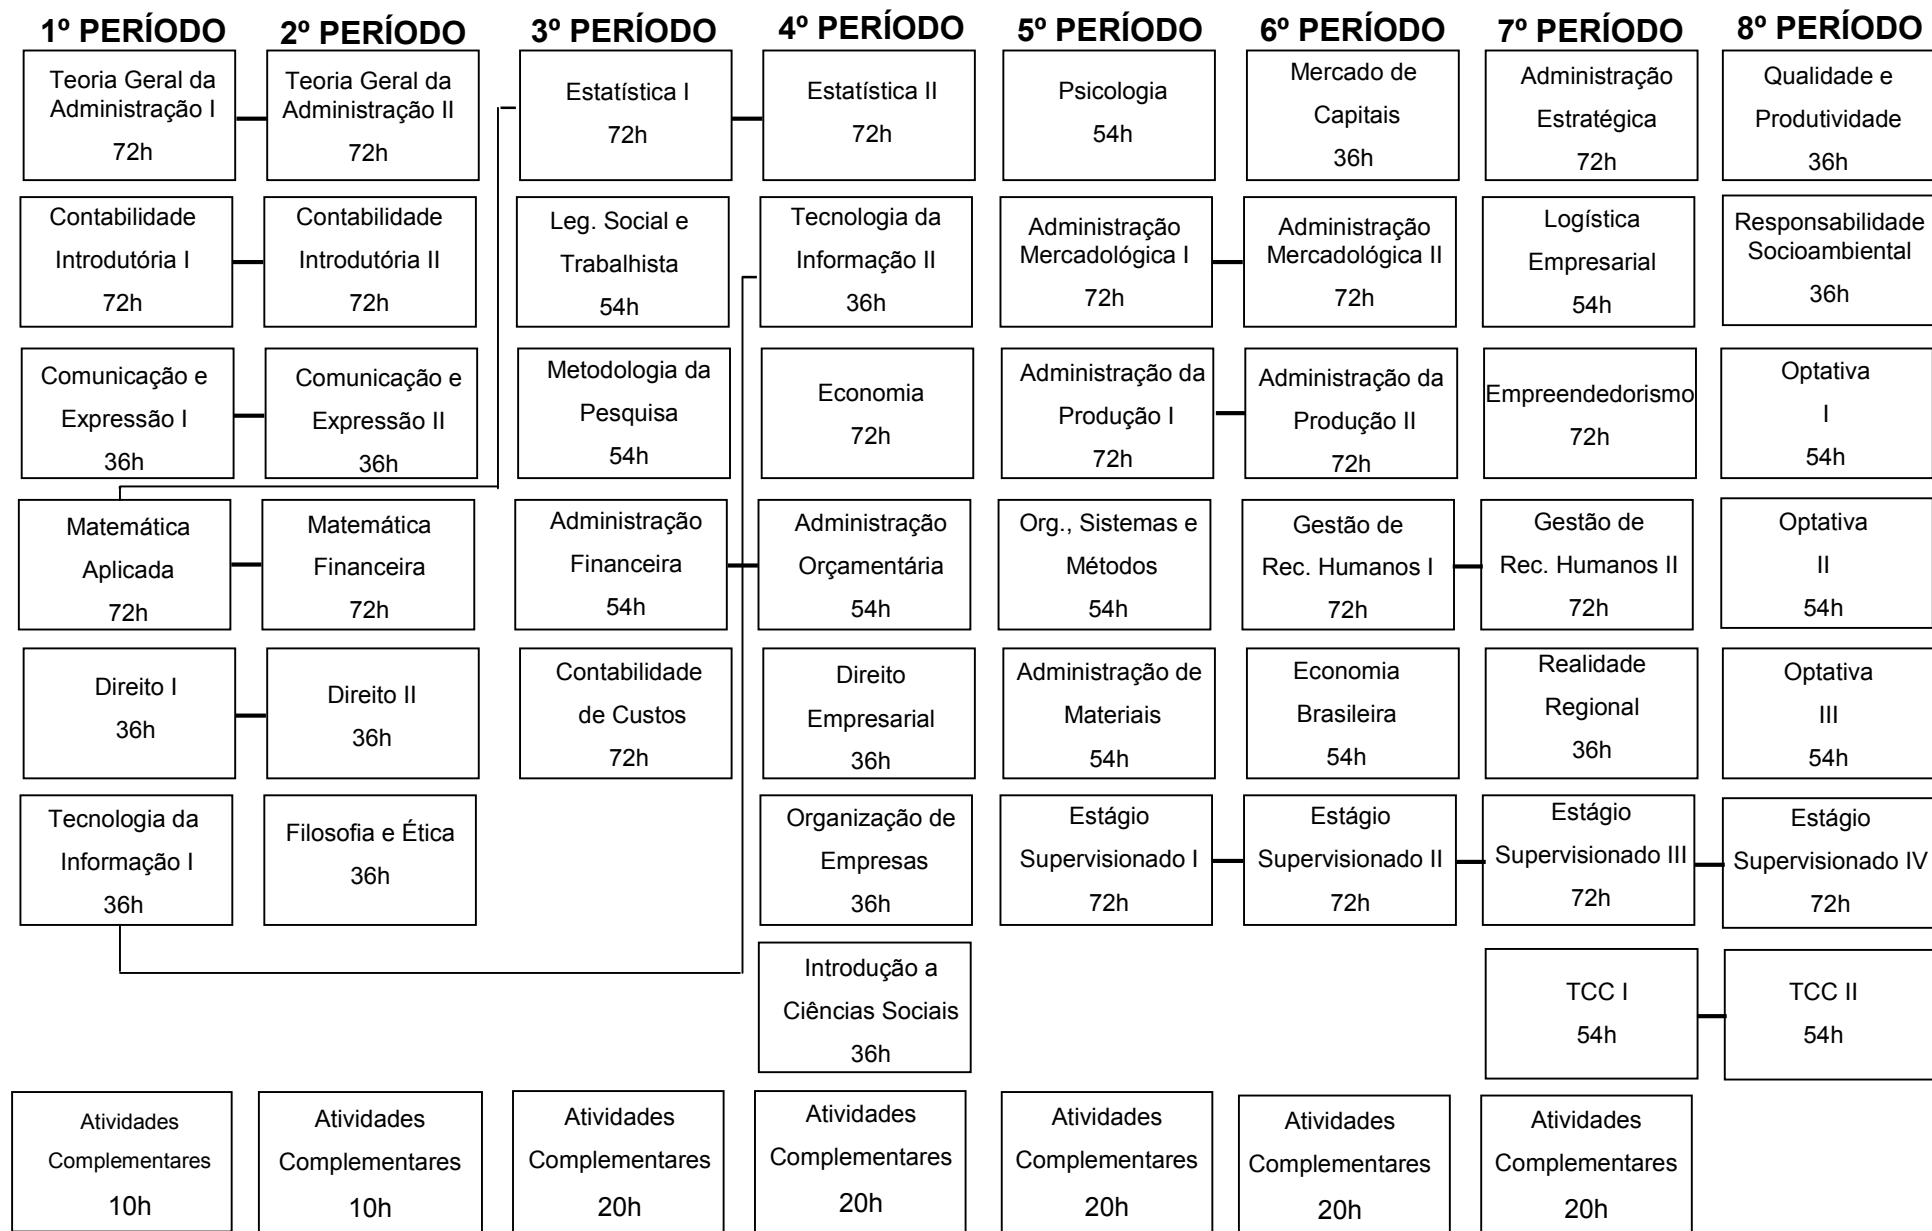 1º PERÍODO
2º PERÍODO
3º PERÍODO
4º PERÍODO
5º PERÍODO
6º PERÍODO
7º PERÍODO
8º PERÍODO
Teoria Geral da
Administração I
72h
Teoria Geral da
Administração II
72h
Estatística I
72h
Estatística II
72h
Psicologia
54h
Mercado de
Capitais
36h
Administração
Estratégica
72h
Qualidade e
Produtividade
36h
Contabilidade
Introdutória I
72h
Contabilidade
Introdutória II
72h
Leg. Social e
Trabalhista
54h
Tecnologia da
Informação II
36h
Administração
Mercadológica I
72h
Administração
Mercadológica II
72h
Logística
Empresarial
54h
Responsabilidade
Socioambiental
36h
Comunicação e
Expressão I
36h
Comunicação e
Expressão II
36h
Metodologia da
Pesquisa
54h
Economia
72h
Administração da
Produção I
72h
Administração da
Produção II
72h
Empreendedorismo
72h
Optativa
I
54h
Matemática
Aplicada
72h
Matemática
Financeira
72h
Administração
Financeira
54h
Administração
Orçamentária
54h
Org., Sistemas e
Métodos
54h
Gestão de
Rec. Humanos I
72h
Gestão de
Rec. Humanos II
72h
Optativa
II
54h
Direito I
36h
Direito II
36h
Contabilidade
de Custos
72h
Direito
Empresarial
36h
Administração de
Materiais
54h
Economia
Brasileira
54h
Realidade
Regional
36h
Optativa
III
54h
Tecnologia da
Informação I
36h
Filosofia e Ética
36h
Organização de
Empresas
36h
Estágio
Supervisionado I
72h
Estágio
Supervisionado II
72h
Estágio
Supervisionado III
72h
Estágio
Supervisionado IV
72h
Introdução a
Ciências Sociais
36h
TCC I
54h
TCC II
54h
Atividades
Complementares
10h
Atividades
Complementares
10h
Atividades
Complementares
20h
Atividades
Complementares
20h
Atividades
Complementares
20h
Atividades
Complementares
20h
Atividades
Complementares
20h